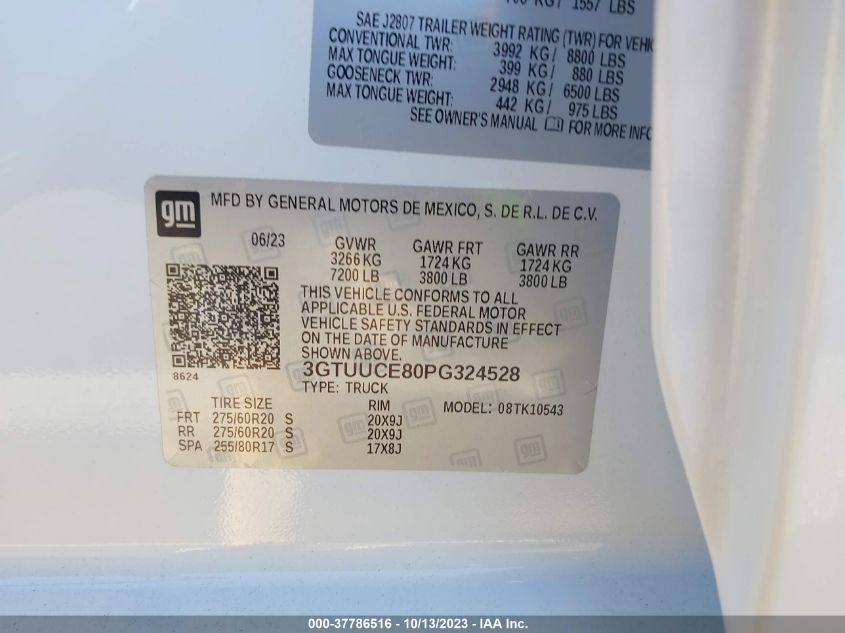 1557 LBS
SAE J2807 TRAILER WEIGHT RATING (TWR) FOR
CONVENTIONAL TWR: 3992 KG/ 8800 LBS
MAX TONGUE WEIGHT: 399 KG/ 880 LBS
GOOSENECK TWR: 2948 KG/ 6500 LBS
MAX TONGUE WEIGHT: 442 KG/ 975 LBS
SEE OWNER'S MANUAL FOR MORE
gm MFD BY GENERAL MOTORS DE MEXICO, S. DE R.L. DE C.V.
06/23 GVWR GAWR FRT GAWR RR
3266 KG 1724 KG 1724 KG
7200 LB 3800 LB 3800 LB
THIS VEHICLE CONFORMS TO ALL
APPLICABLE U.S. FEDERAL MOTOR
VEHICLE SAFETY STANDARDS IN EFFECT
ON THE DATE OF MANUFACTURE
SHOWN ABOVE.
8624 3GTUUCE80PG324528
TYPE: TRUCK
TIRE SIZE RIM MODEL: 08TK10543
FRT 275/60R20 S 20X9J
RR 275/60R20 S 20X9J
SPA 255/80R17 S 17X8J
000-37786516 - 10/13/2023 - IAA Inc.